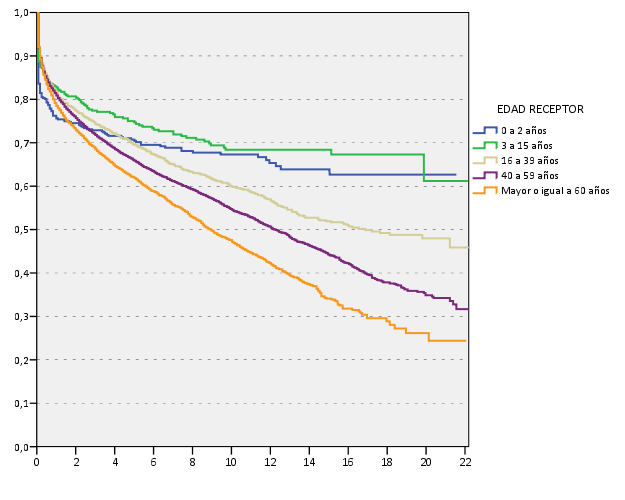 1,0
0,9
0,8
0,7
0,6
0,5
0,4
0,3
0,2
0,1
0,0
0 2 4 6 8 10 12 14 16 18 20 22
EDAD RECEPTOR
0 a 2 años
3 a 15 años
16 a 39 años
40 a 59 años
Mayor o igual a 60 años